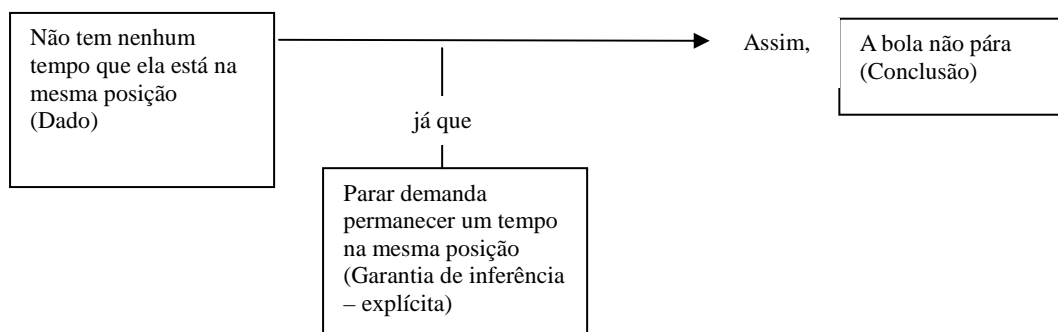 Não tem nenhum
tempo que ela está na
mesma posição
(Dado)
Assim,
A bola não pára
(Conclusão)
já que
Parar demanda
permanecer um tempo
na mesma posição
(Garantia de inferência
– explícita)